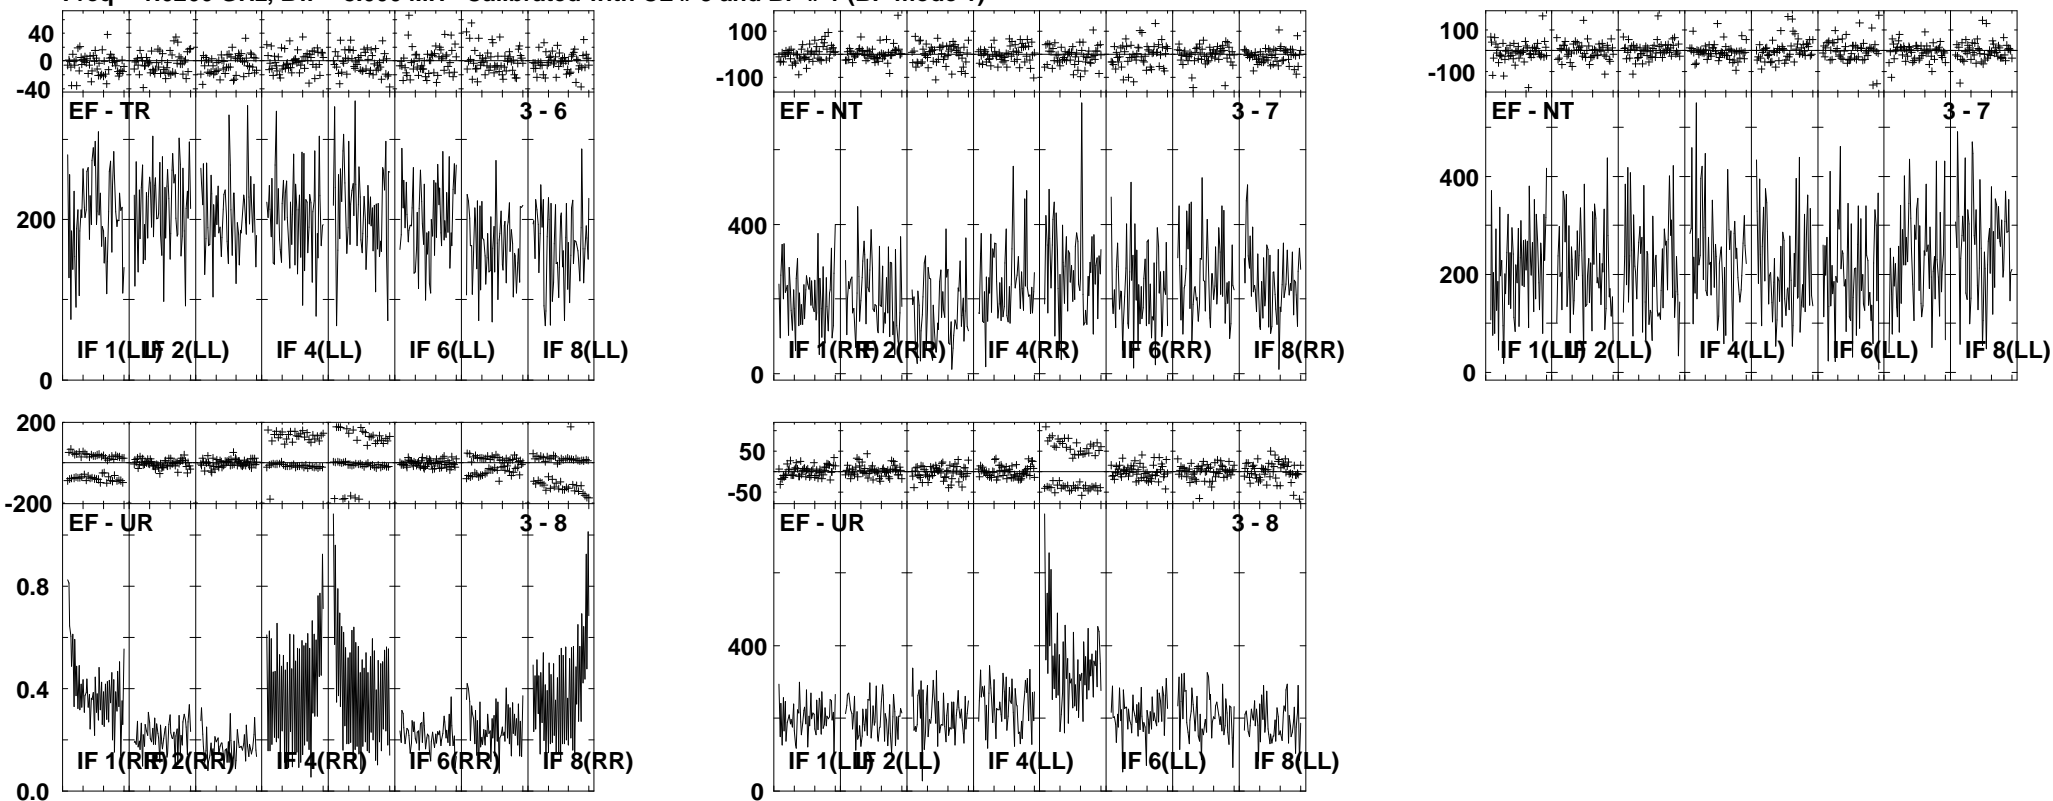 40
0
-40
EF - TR 3 - 6
200
0
IF 1(LL) IF 2(LL) IF 4(LL) IF 6(LL) IF 8(LL)
100
-100
EF - NT 3 - 7
400
0
IF 1(RR) IF 2(RR) IF 4(RR) IF 6(RR) IF 8(RR)
100
-100
EF - NT 3 - 7
400
200
0
IF 1(LL) IF 2(LL) IF 4(LL) IF 6(LL) IF 8(LL)
200
-200
EF - UR 3 - 8
0.8
0.4
0.0
IF 1(RR) IF 2(RR) IF 4(RR) IF 6(RR) IF 8(RR)
50
-50
EF - UR 3 - 8
400
0
IF 1(LL) IF 2(LL) IF 4(LL) IF 6(LL) IF 8(LL)